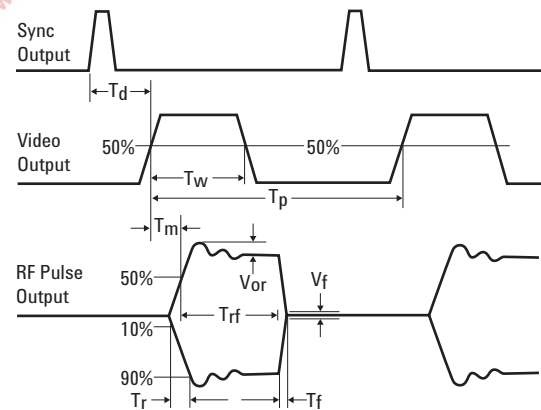 Sync
Output
Td
Video
Output
50%
50%
Tw
Tp
Tm
RF Pulse
Output
50%
Vor
Vf
Trf
10%
90%
Tr
Tf